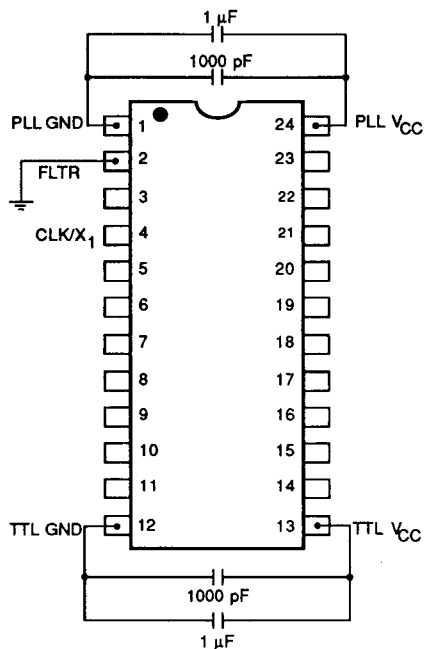 1 µF
1000 pF
PLL GND 1 24 PLL VCC
2 23
FLTR
3 22
CLK/X1 4 21
5 20
6 19
7 18
8 17
9 16
10 15
11 14
TTL GND 12 13 TTL VCC
1000 pF
1 µF